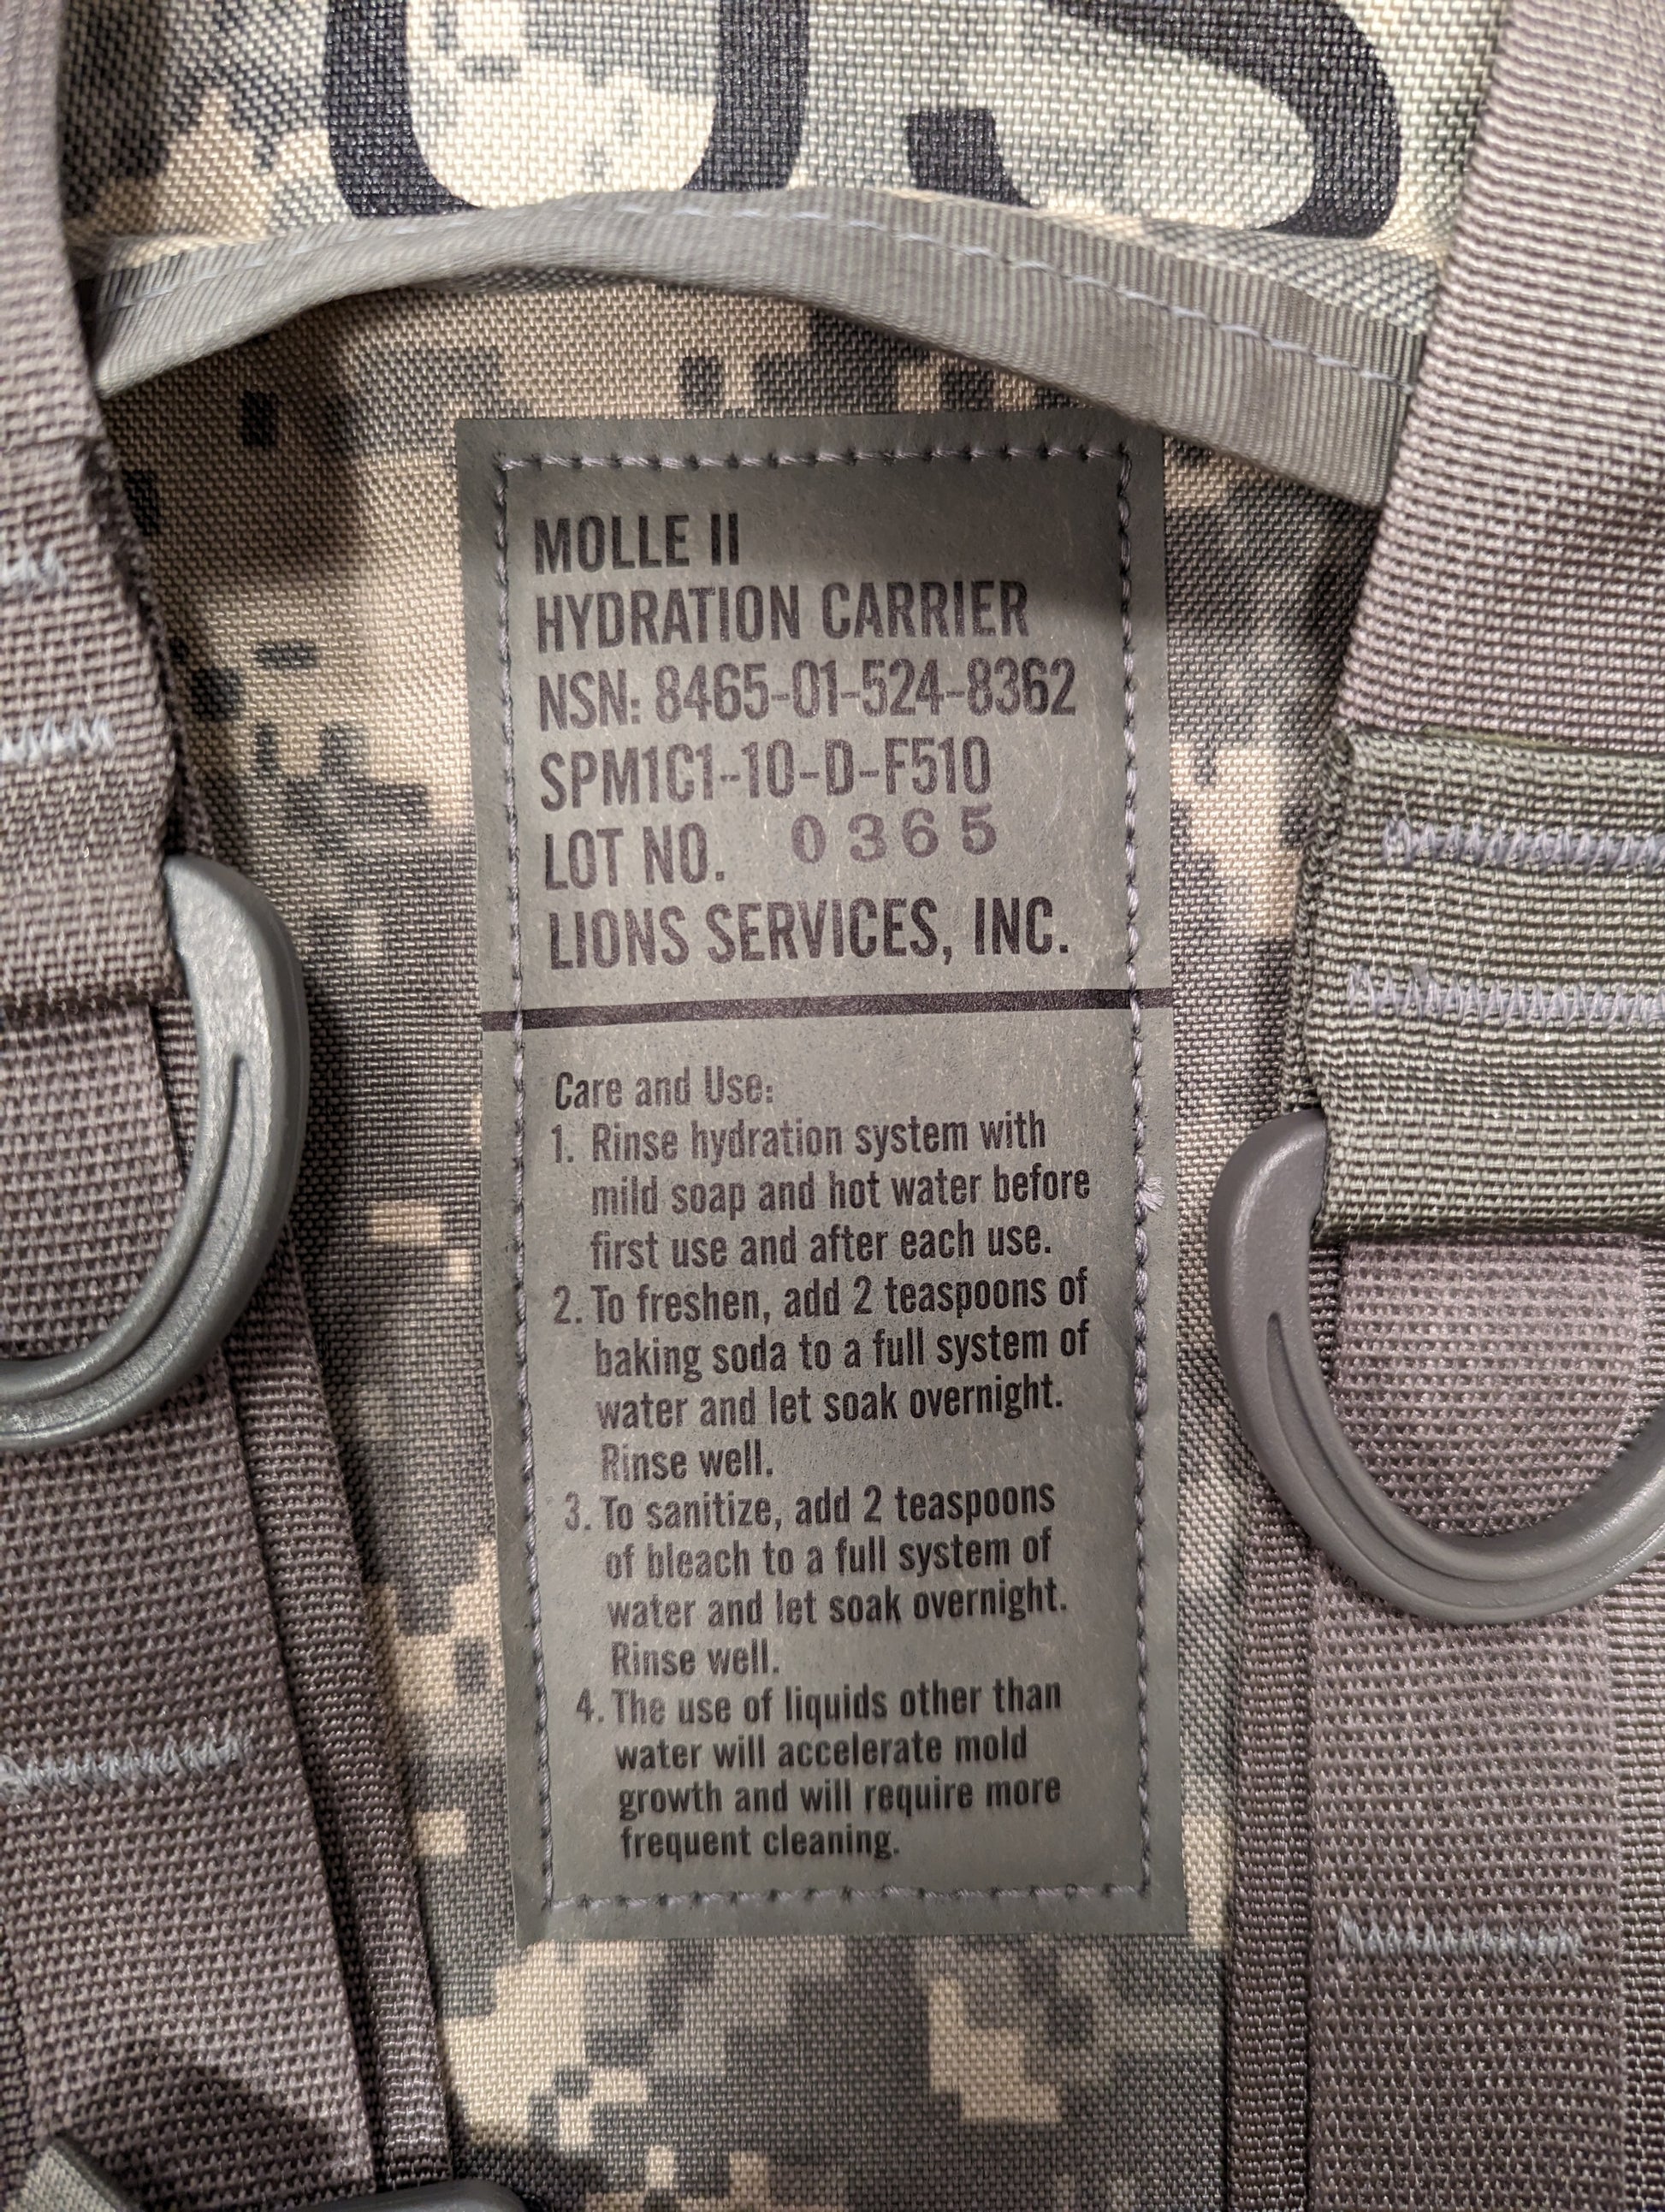 US
MOLLE II
HYDRATION CARRIER
NSN: 8465-01-524-8362
SPM1C1-10-D-F510
LOT NO. 0365
LIONS SERVICES, INC.
Care and Use:
1. Rinse hydration system with
mild soap and hot water before
first use and after each use.
2. To freshen, add 2 teaspoons of
baking soda to a full system of
water and let soak overnight.
Rinse well.
3. To sanitize, add 2 teaspoons
of bleach to a full system of
water and let soak overnight.
Rinse well.
4. The use of liquids other than
water will accelerate mold
growth and will require more
frequent cleaning.